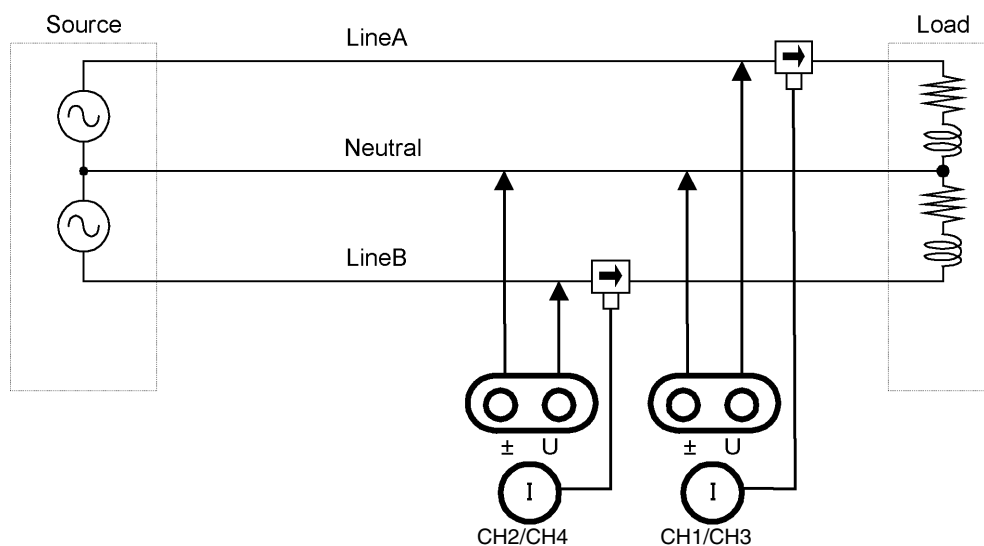 Source
Load
LineA
Neutral
LineB
± U
± U
I
I
CH2/CH4
CH1/CH3